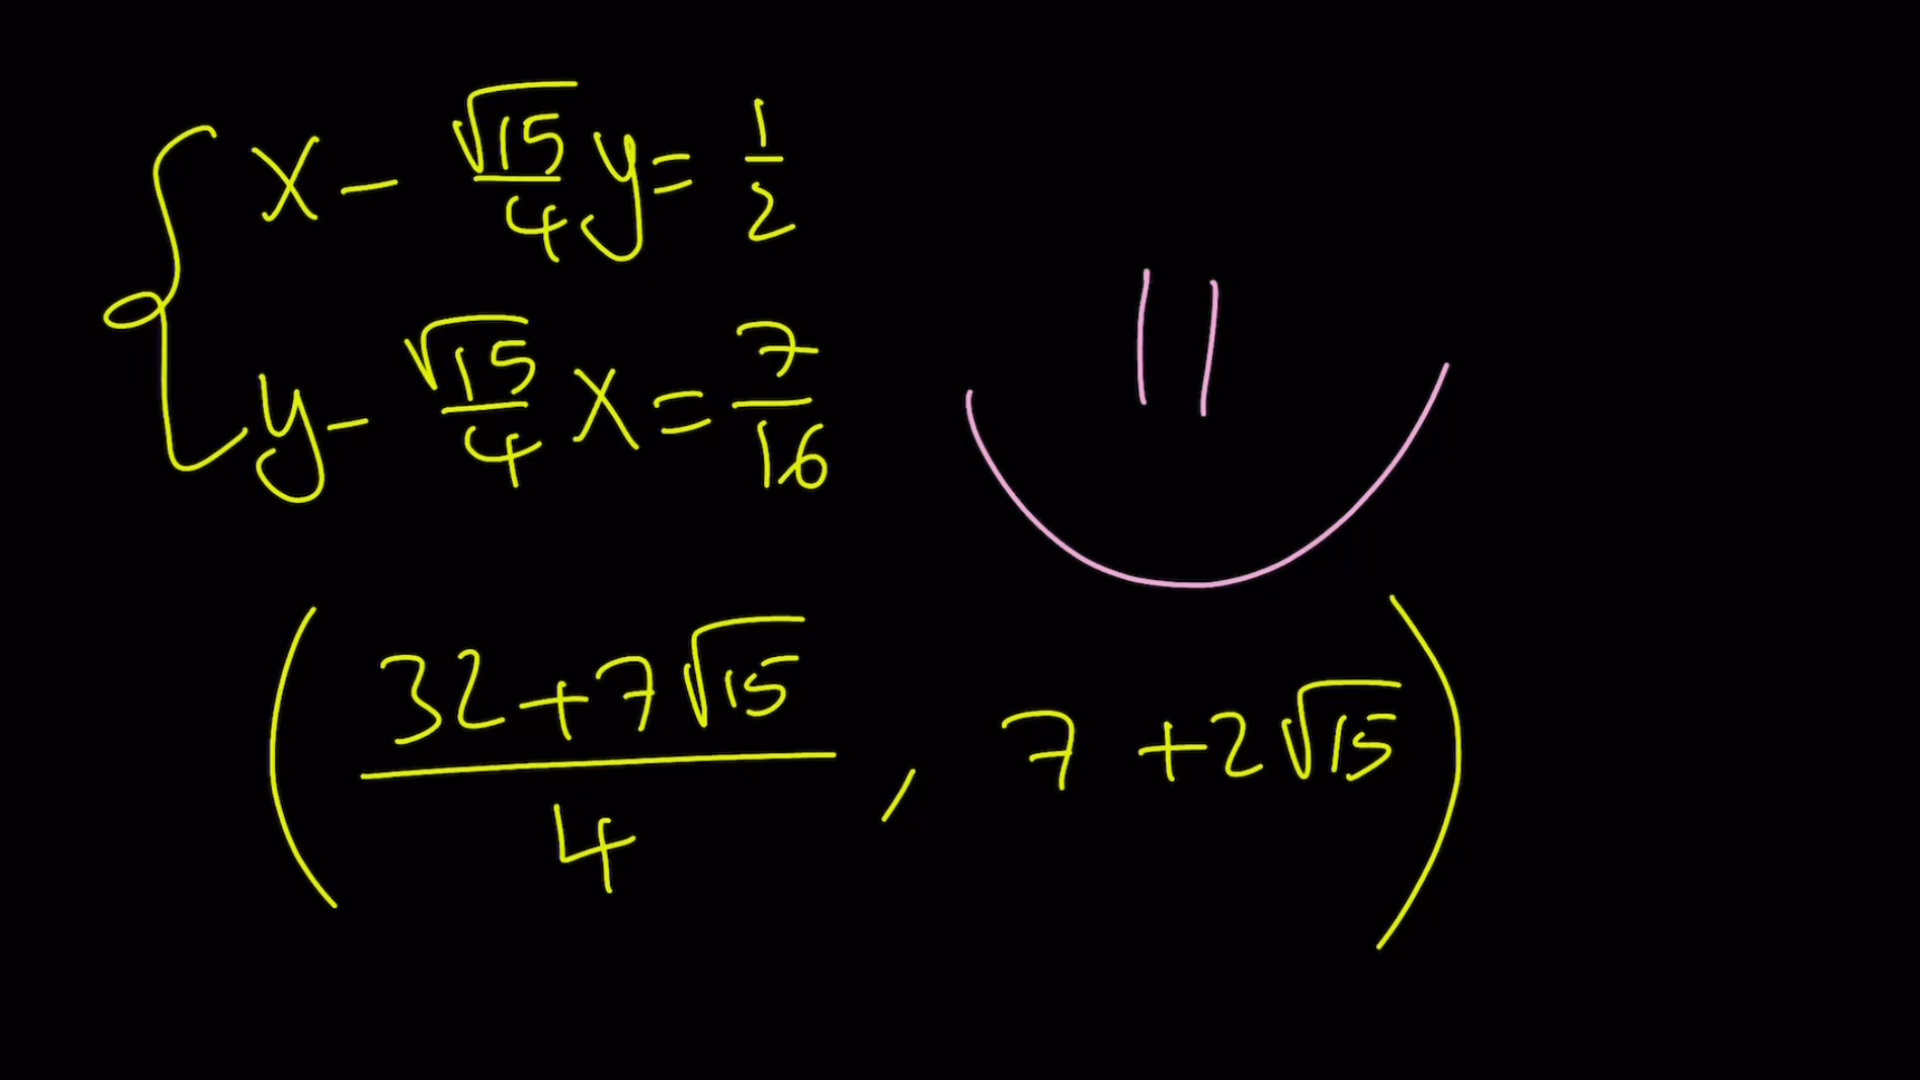 x - √15/4 y = 1/2
y - √15/4 x = 7/16
( (32+7√15)/4 , 7 + 2√15 )